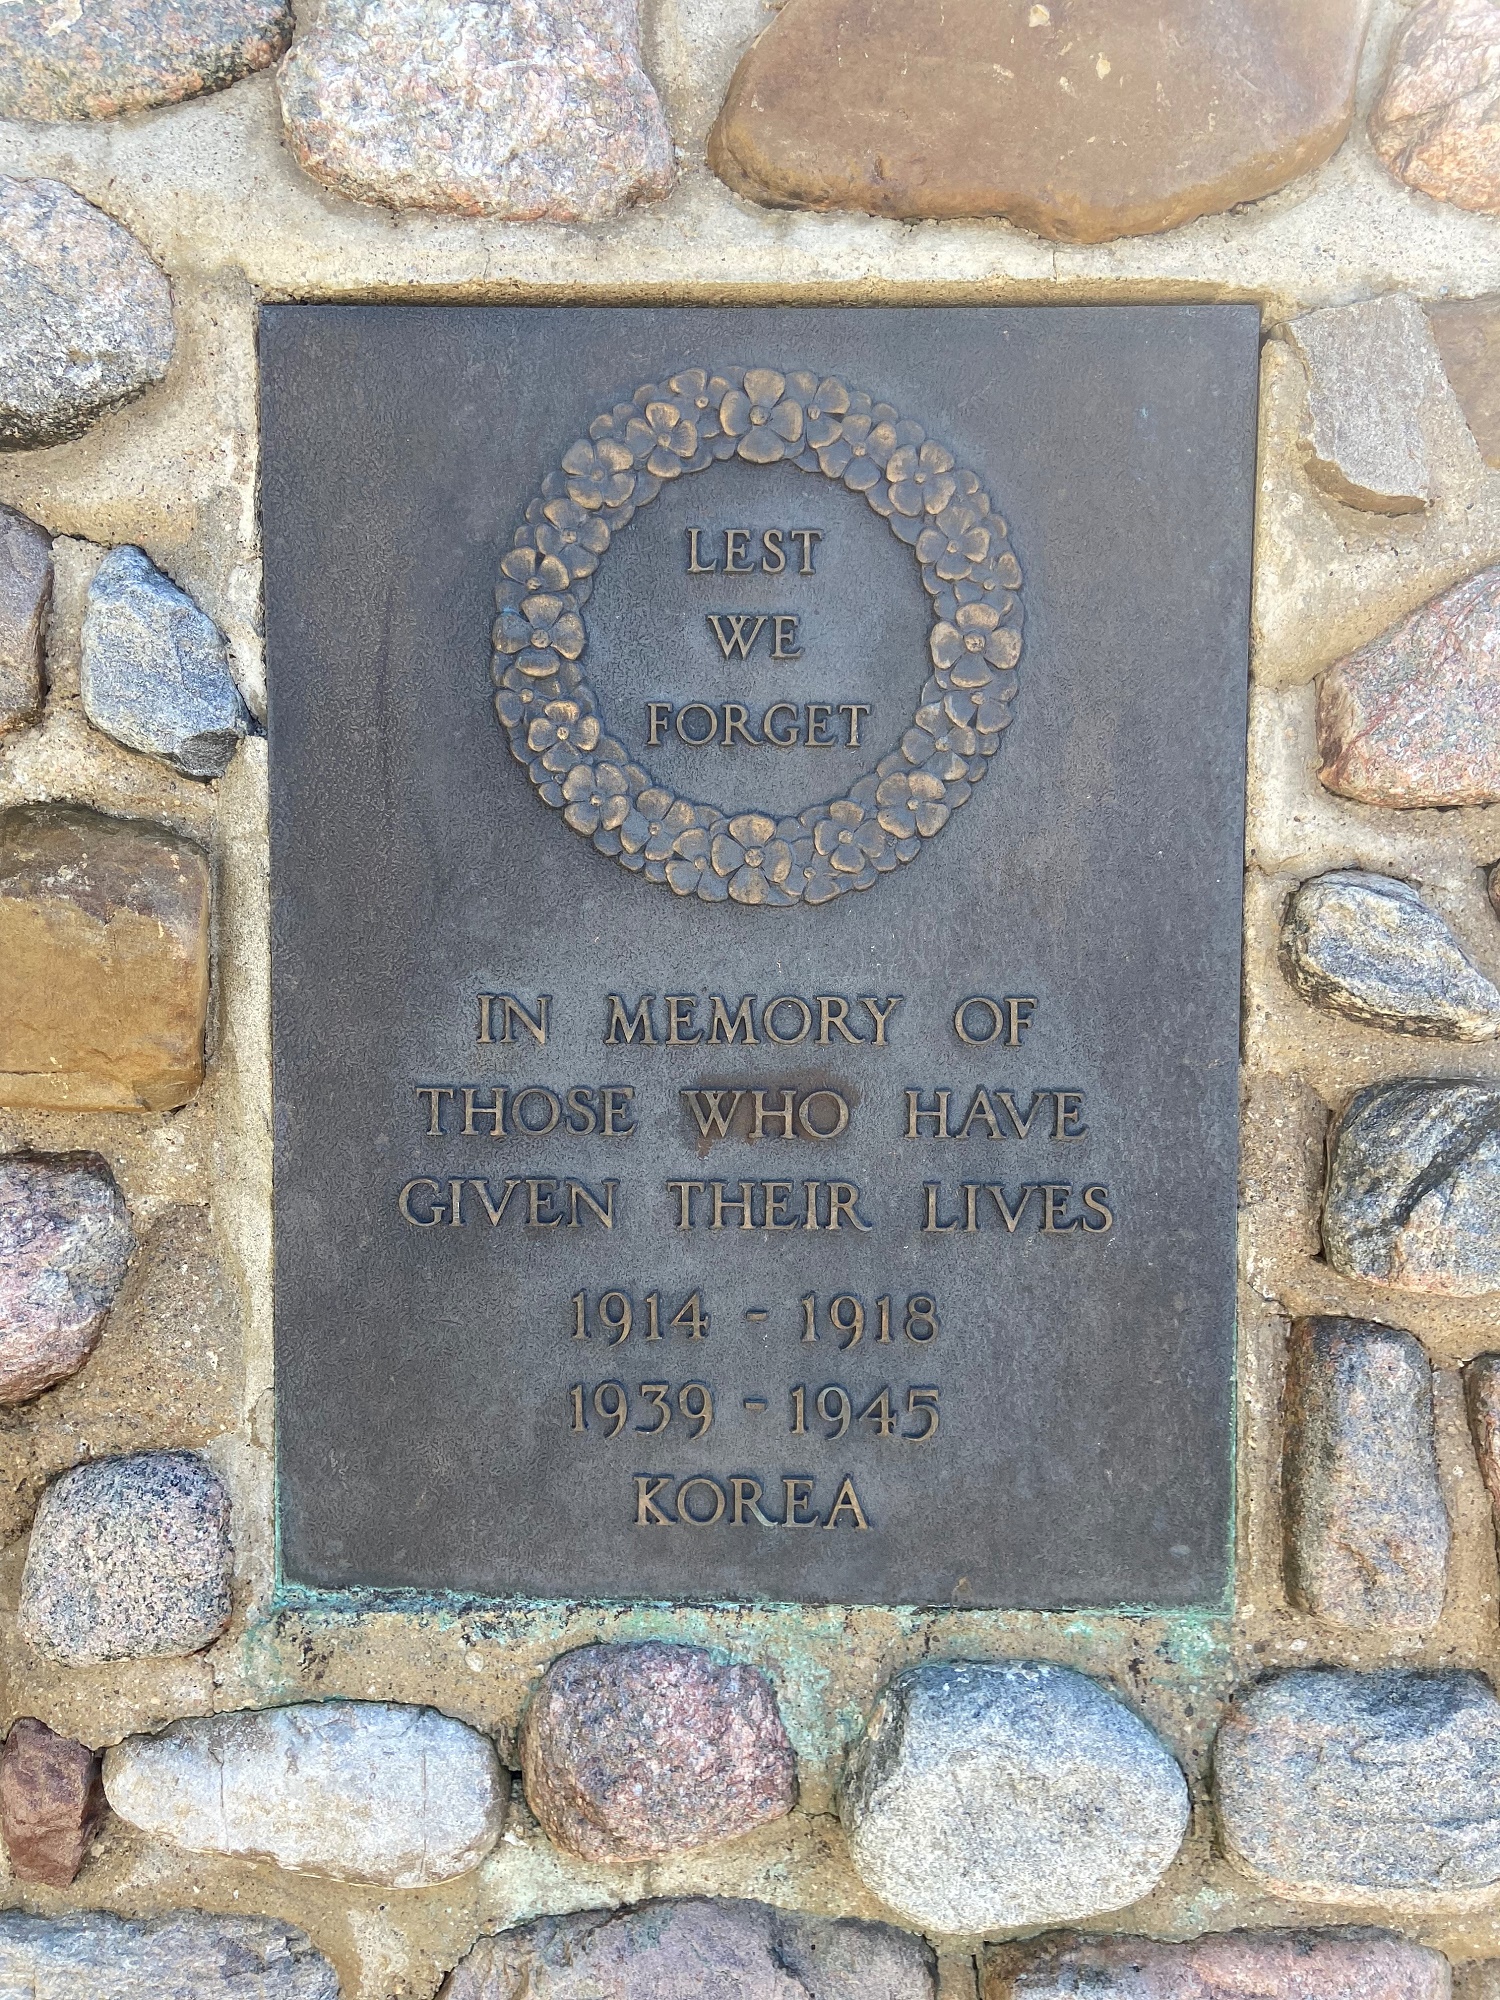 LEST
WE
FORGET
IN MEMORY OF
THOSE WHO HAVE
GIVEN THEIR LIVES
1914 - 1918
1939 - 1945
KOREA